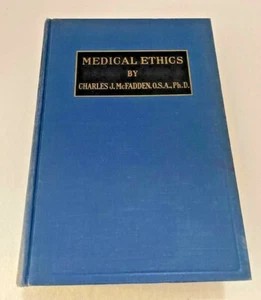 MEDICAL ETHICS
BY
CHARLES J. McFADDEN, O.S.A., Ph.D.